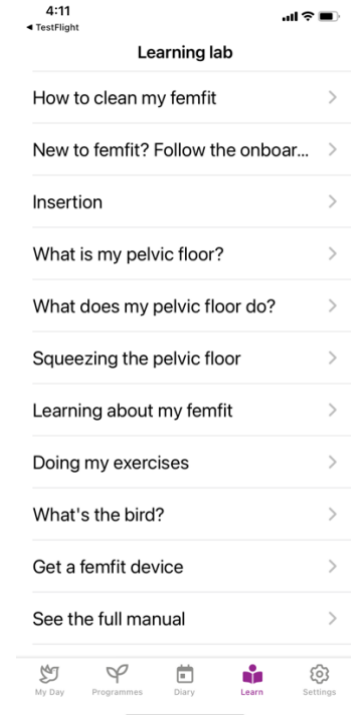 4:11
◀ TestFlight
Learning lab
How to clean my femfit
New to femfit? Follow the onboar...
Insertion
What is my pelvic floor?
What does my pelvic floor do?
Squeezing the pelvic floor
Learning about my femfit
Doing my exercises
What's the bird?
Get a femfit device
See the full manual
My Day Programmes Diary Learn Settings